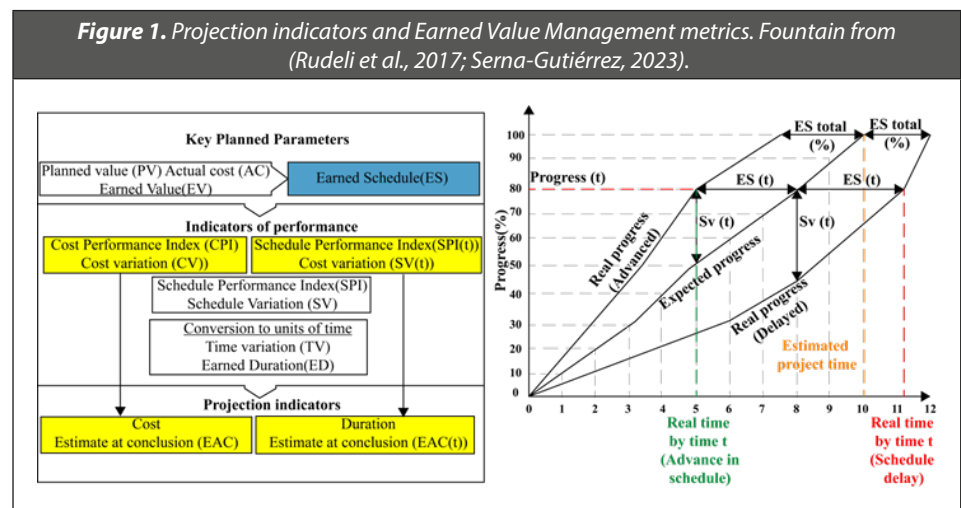 Figure 1. Projection indicators and Earned Value Management metrics. Fountain from
(Rudeli et al., 2017; Serna-Gutiérrez, 2023).
Key Planned Parameters
Planned value (PV) Actual cost (AC)
Earned Value(EV)
Earned Schedule(ES)
Indicators of performance
Cost Performance Index (CPI)
Cost variation (CV))
Schedule Performance Index(SPI(t))
Cost variation (SV(t))
Schedule Performance Index(SPI)
Schedule Variation (SV)
Conversion to units of time
Time variation (TV)
Earned Duration(ED)
Projection indicators
Cost
Estimate at conclusion (EAC)
Duration
Estimate at conclusion (EAC(t))
Progress(%)
100
90
80
70
60
50
40
30
20
10
0
0 1 2 3 4 5 6 7 8 9 10 11 12
ES total
(%)
ES total
(%)
Progress (t)
ES (t)
ES (t)
Sv (t)
Sv (t)
Real progress
(Advanced)
Expected progress
Real progress
(Delayed)
Estimated
project time
Real time
by time t
(Advance in
schedule)
Real time
by time t
(Schedule
delay)